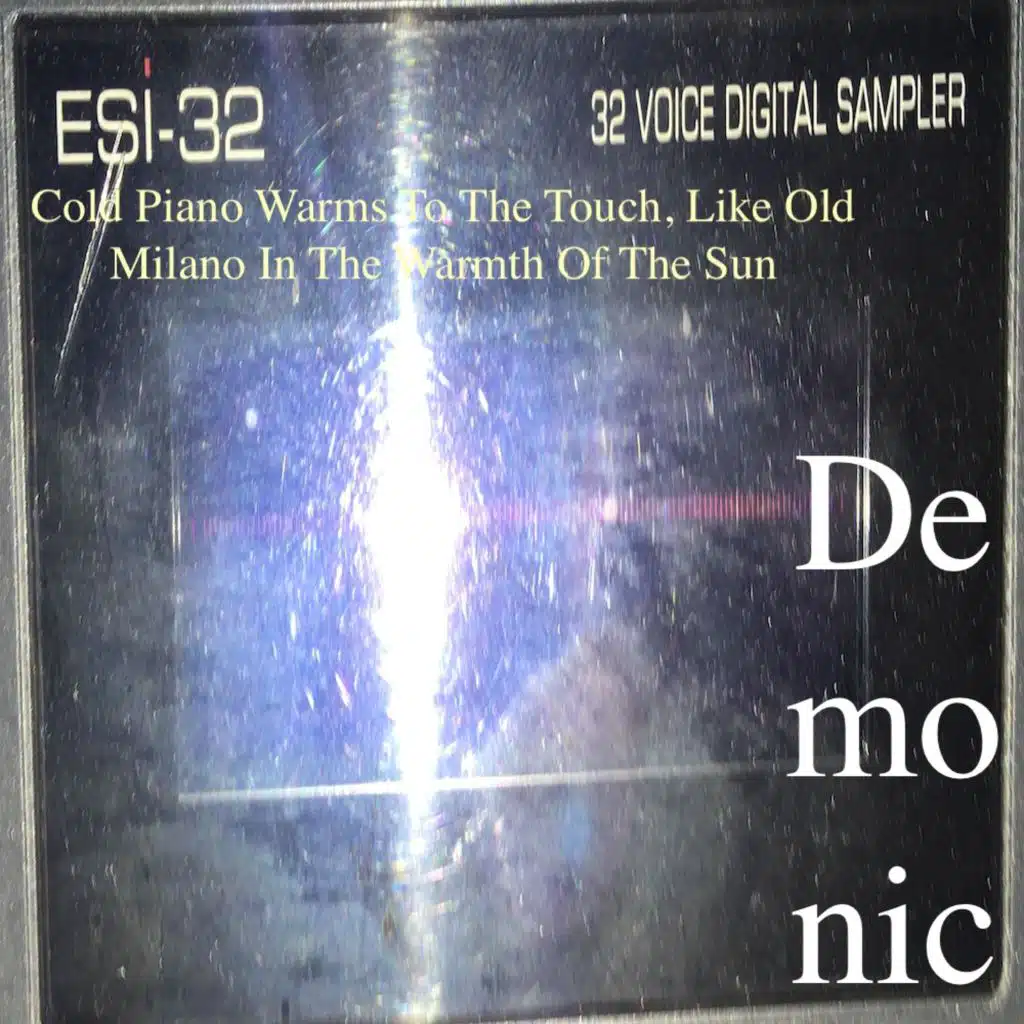 ESi-32
32 VOICE DIGITAL SAMPLER
Cold Piano Warms To The Touch, Like Old
Milano In The Warmth Of The Sun
De
mo
nic